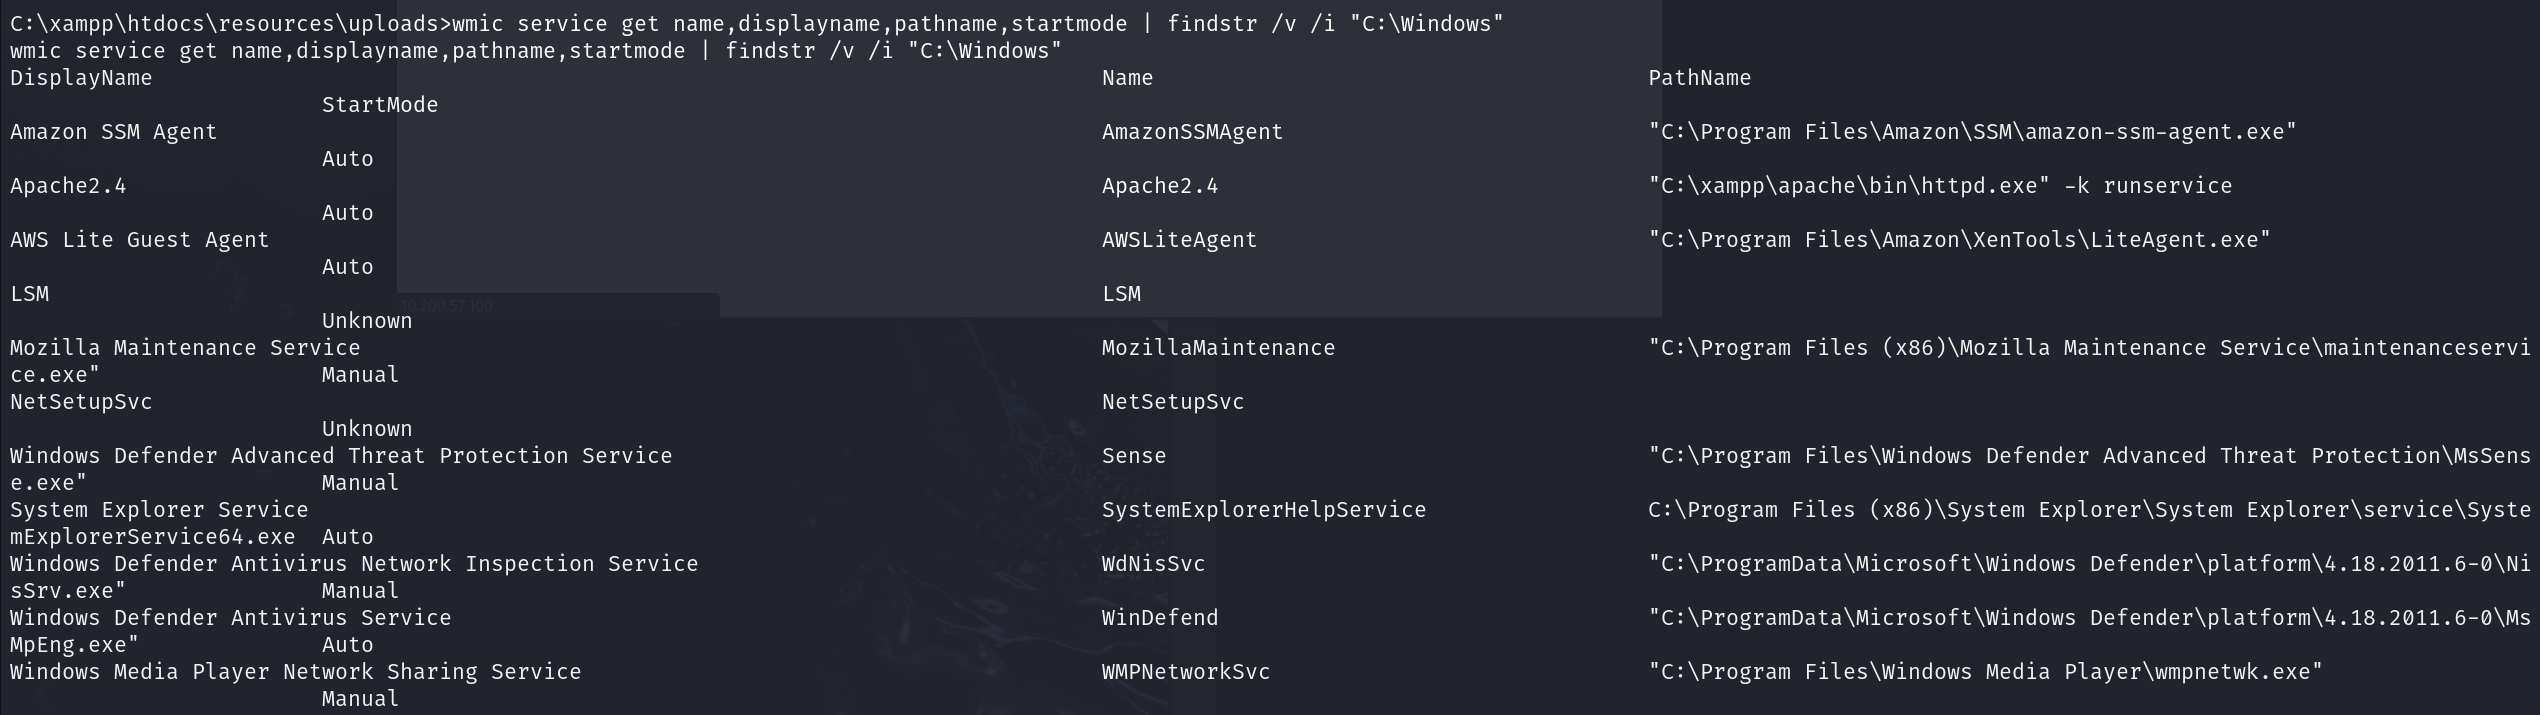 C:\xampp\htdocs\resources\uploads>wmic service get name,displayname,pathname,startmode | findstr /v /i "C:\Windows"
wmic service get name,displayname,pathname,startmode | findstr /v /i "C:\Windows"
DisplayName Name PathName
StartMode
Amazon SSM Agent AmazonSSMAgent "C:\Program Files\Amazon\SSM\amazon-ssm-agent.exe"
Auto
Apache2.4 Apache2.4 "C:\xampp\apache\bin\httpd.exe" -k runservice
Auto
AWS Lite Guest Agent AWSLiteAgent "C:\Program Files\Amazon\XenTools\LiteAgent.exe"
Auto
LSM LSM
10.200.57.100
Unknown
Mozilla Maintenance Service MozillaMaintenance "C:\Program Files (x86)\Mozilla Maintenance Service\maintenanceservi
ce.exe" Manual
NetSetupSvc NetSetupSvc
Unknown
Windows Defender Advanced Threat Protection Service Sense "C:\Program Files\Windows Defender Advanced Threat Protection\MsSens
e.exe" Manual
System Explorer Service SystemExplorerHelpService C:\Program Files (x86)\System Explorer\System Explorer\service\Syste
mExplorerService64.exe Auto
Windows Defender Antivirus Network Inspection Service WdNisSvc "C:\ProgramData\Microsoft\Windows Defender\platform\4.18.2011.6-0\Ni
sSrv.exe" Manual
Windows Defender Antivirus Service WinDefend "C:\ProgramData\Microsoft\Windows Defender\platform\4.18.2011.6-0\Ms
MpEng.exe" Auto
Windows Media Player Network Sharing Service WMPNetworkSvc "C:\Program Files\Windows Media Player\wmpnetwk.exe"
Manual